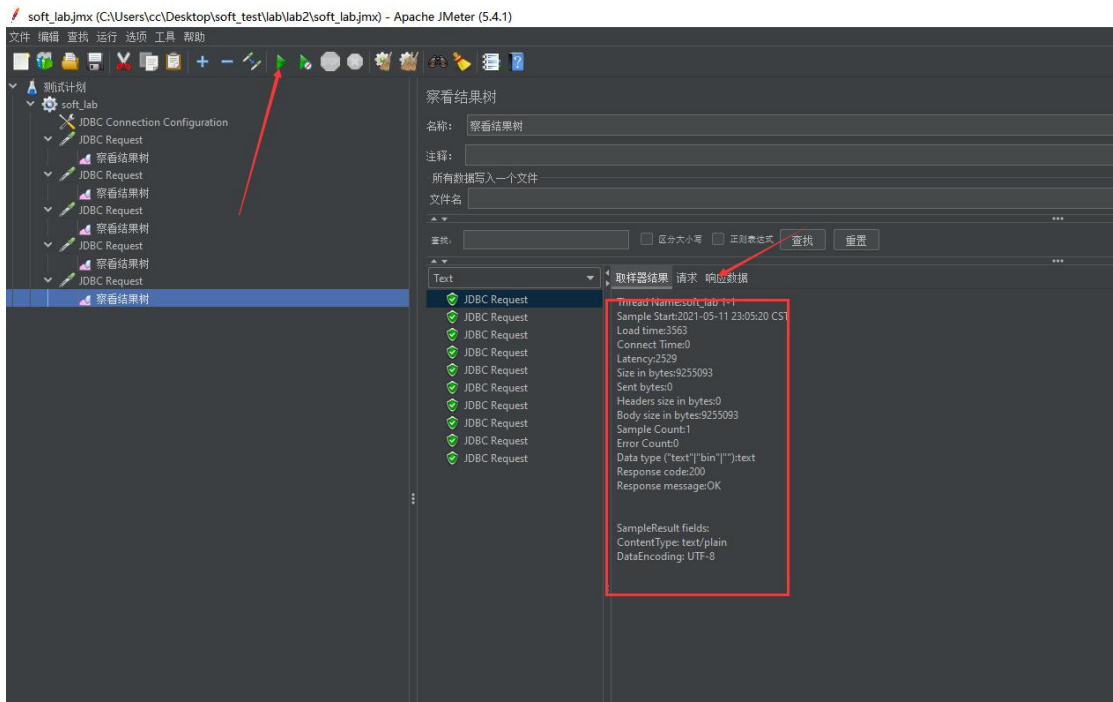 soft_lab.jmx (C:\Users\cc\Desktop\soft_test\lab\lab2\soft_lab.jmx) - Apache JMeter (5.4.1)
文件 编辑 查找 运行 选项 工具 帮助
测试计划
soft_lab
JDBC Connection Configuration
JDBC Request
察看结果树
JDBC Request
察看结果树
JDBC Request
察看结果树
JDBC Request
察看结果树
JDBC Request
察看结果树
察看结果树
名称： 察看结果树
注释：
所有数据写入一个文件
文件名
查找: 区分大小写 正则表达式 查找 重置
Text
JDBC Request
JDBC Request
JDBC Request
JDBC Request
JDBC Request
JDBC Request
JDBC Request
JDBC Request
JDBC Request
JDBC Request
取样器结果 请求 响应数据
Thread Name:soft_lab 1-1
Sample Start:2021-05-11 23:05:20 CST
Load time:3563
Connect Time:0
Latency:2529
Size in bytes:9255093
Sent bytes:0
Headers size in bytes:0
Body size in bytes:9255093
Sample Count:1
Error Count:0
Data type ("text"|"bin"|""):text
Response code:200
Response message:OK
SampleResult fields:
ContentType: text/plain
DataEncoding: UTF-8